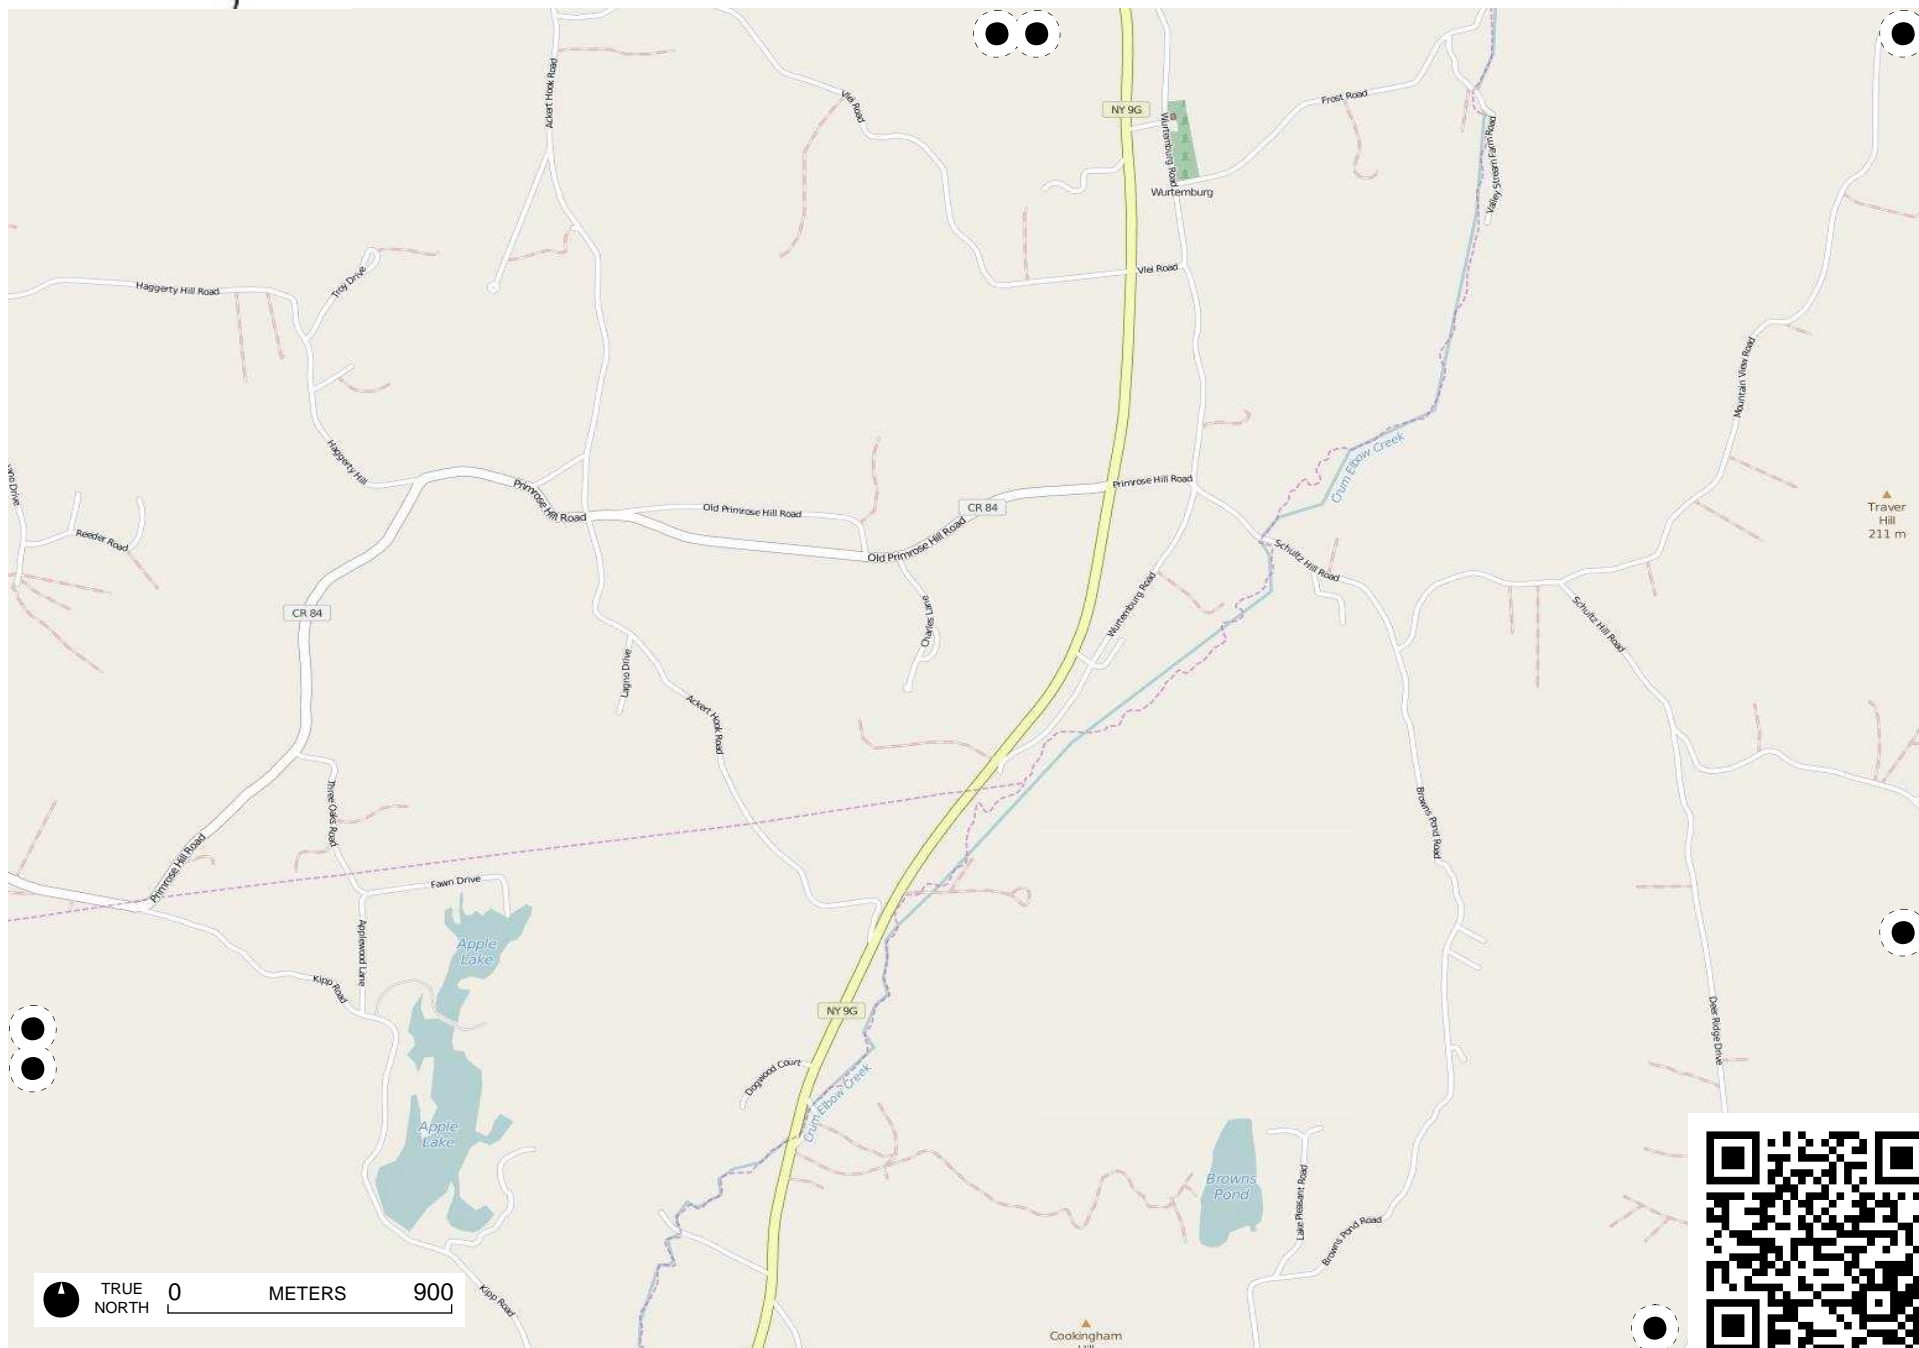 Ackert Hook Road
Vlei Road
NY 9G
Wurtemburg Road
Frost Road
Valley Stream Farm Road
Wurtemburg
Vlei Road
Haggerty Hill Road
Troy Drive
Mountain View Road
Haggerty Hill
Crum Elbow Creek
Primrose Hill Road
Primrose Hill Road
Old Primrose Hill Road
CR 84
Traver
Hill
211 m
Reeder Road
Drive
Old Primrose Hill Road
Schultz Hill Road
CR 84
Charles Lane
Wurtemburg Road
Schultz Hill Road
Lagno Drive
Ackert Hook Road
Three Oaks Road
Browns Pond Road
Primrose Hill Road
Fawn Drive
Applewood Lane
Apple
Lake
Kipp Road
NY 9G
Deer Ridge Drive
Dogwood Court
Crum Elbow Creek
Apple
Lake
Browns
Pond
Lake Pleasant Road
Browns Pond Road
Kipp Road
TRUE
NORTH
0 METERS 900
Cookingham